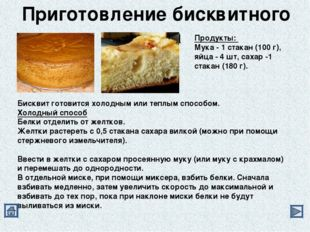 Приготовление бисквитного
Продукты:
Мука - 1 стакан (100 г),
яйца - 4 шт, сахар -1
стакан (180 г).
Бисквит готовится холодным или теплым способом.
Холодный способ
Белки отделить от желтков.
Желтки растереть с 0,5 стакана сахара вилкой (можно при помощи
стержневого измельчителя).
Ввести в желтки с сахаром просеянную муку (или муку с крахмалом)
и перемешать до однородности.
В отдельной миске, при помощи миксера, взбить белки. Сначала
взбивать медленно, затем увеличить скорость до максимальной и
взбивать до тех пор, пока при наклоне миски белки не будут
выливаться из миски.